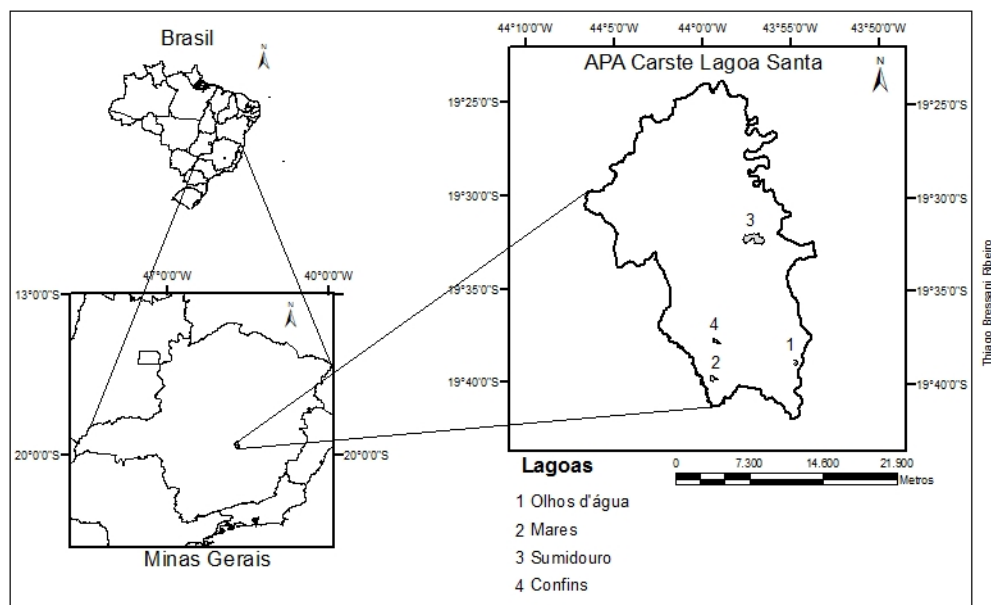 Brasil
N
47°0'0"W
40°0'0"W
13°0'0"S
N
20°0'0"S
20°0'0"S
Minas Gerais
44°10'0"W
44°5'0"W
44°0'0"W
43°55'0"W
43°50'0"W
APA Carste Lagoa Santa
N
19°25'0"S
19°25'0"S
19°30'0"S
19°30'0"S
3
19°35'0"S
19°35'0"S
4
1
2
19°40'0"S
19°40'0"S
Thiago Bressani Ribeiro
Lagoas
0 7.300 14.600 21.900
Metros
1 Olhos d'água
2 Mares
3 Sumidouro
4 Confins